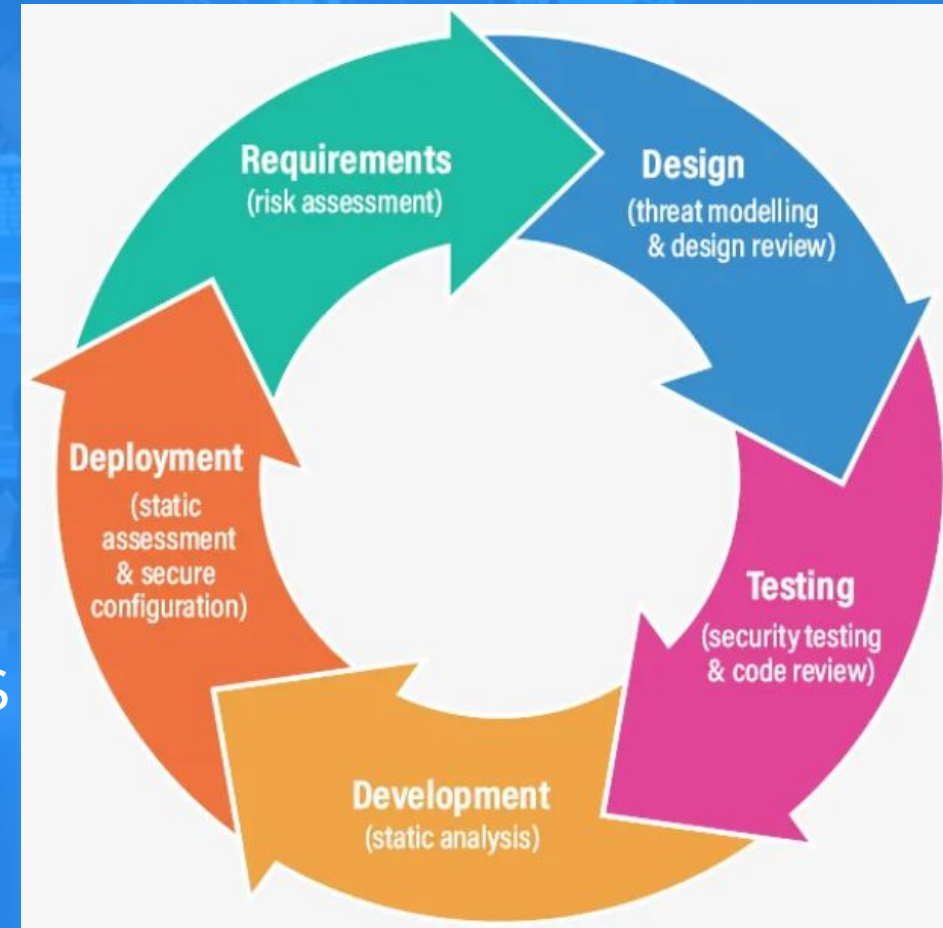 Requirements
(risk assessment)
Design
(threat modelling
& design review)
Testing
(security testing
& code review)
Development
(static analysis)
Deployment
(static
assessment
& secure
configuration)
s